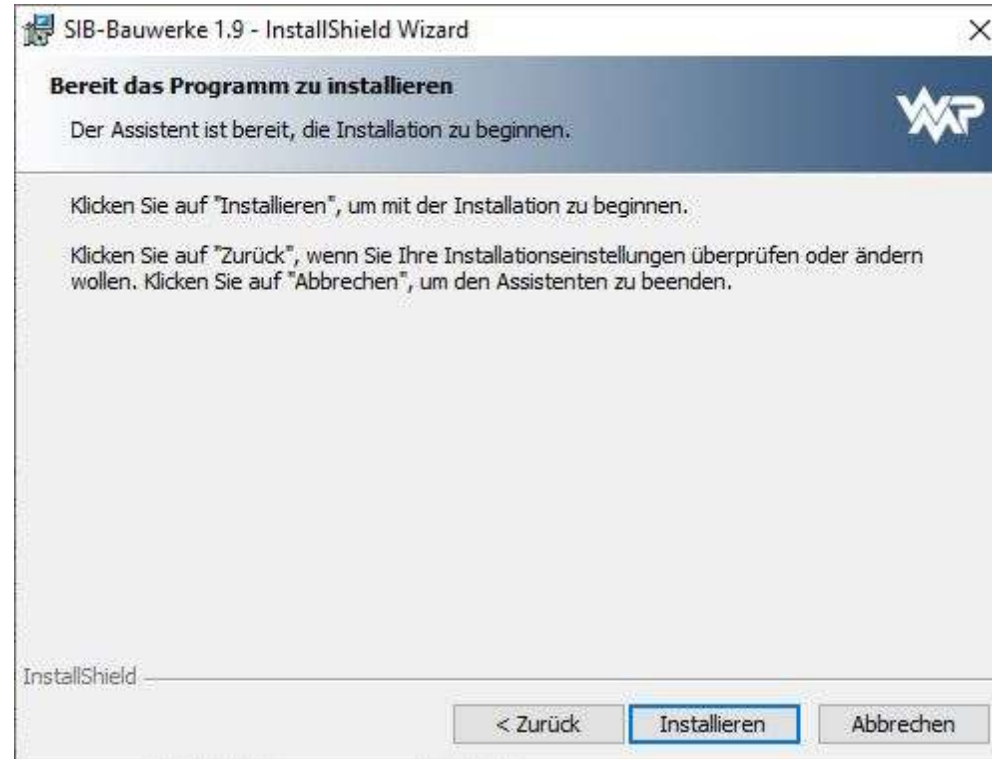 SIB-Bauwerke 1.9 - InstallShield Wizard
Bereit das Programm zu installieren
Der Assistent ist bereit, die Installation zu beginnen.
WP
Klicken Sie auf "Installieren", um mit der Installation zu beginnen.
Klicken Sie auf "Zurück", wenn Sie Ihre Installationseinstellungen überprüfen oder ändern
wollen. Klicken Sie auf "Abbrechen", um den Assistenten zu beenden.
InstallShield
< Zurück
Installieren
Abbrechen